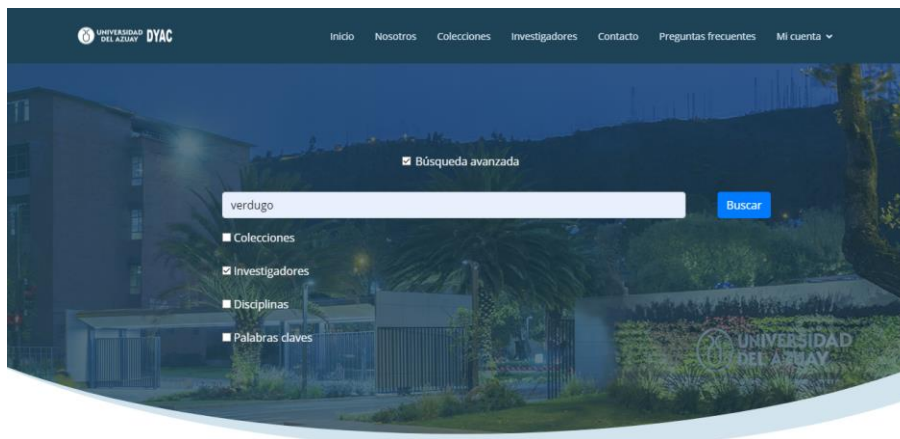 UNIVERSIDAD DEL AZUAY DYAC
Inicio Nosotros Colecciones Investigadores Contacto Preguntas frecuentes Mi cuenta
Búsqueda avanzada
verdugo Buscar
Colecciones
Investigadores
Disciplinas
Palabras claves
UNIVERSIDAD
DEL AZUAY